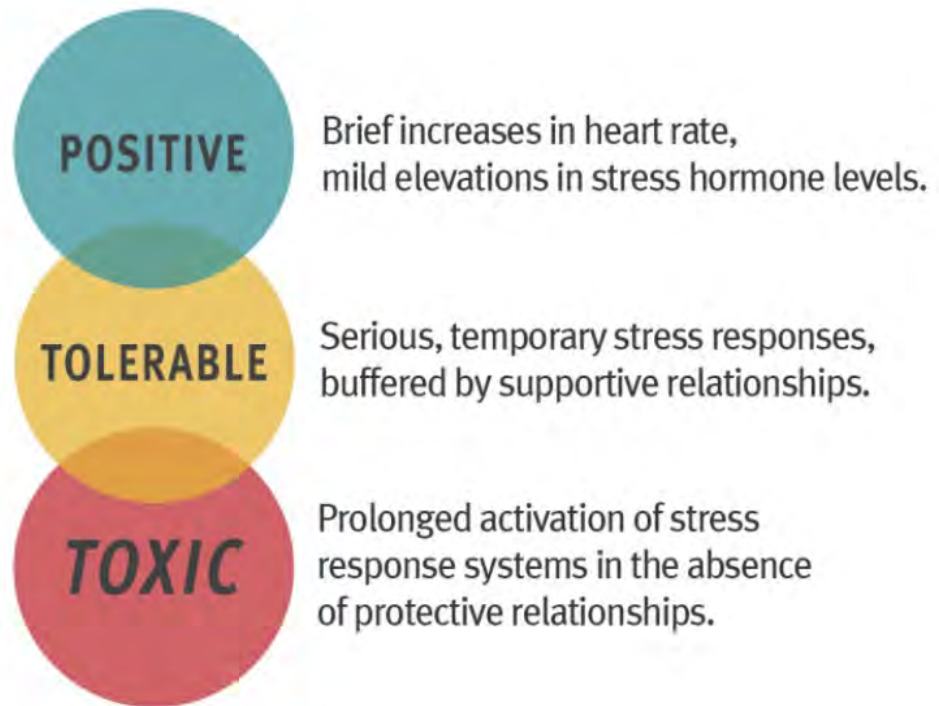 POSITIVE
Brief increases in heart rate,
mild elevations in stress hormone levels.
TOLERABLE
Serious, temporary stress responses,
buffered by supportive relationships.
TOXIC
Prolonged activation of stress
response systems in the absence
of protective relationships.